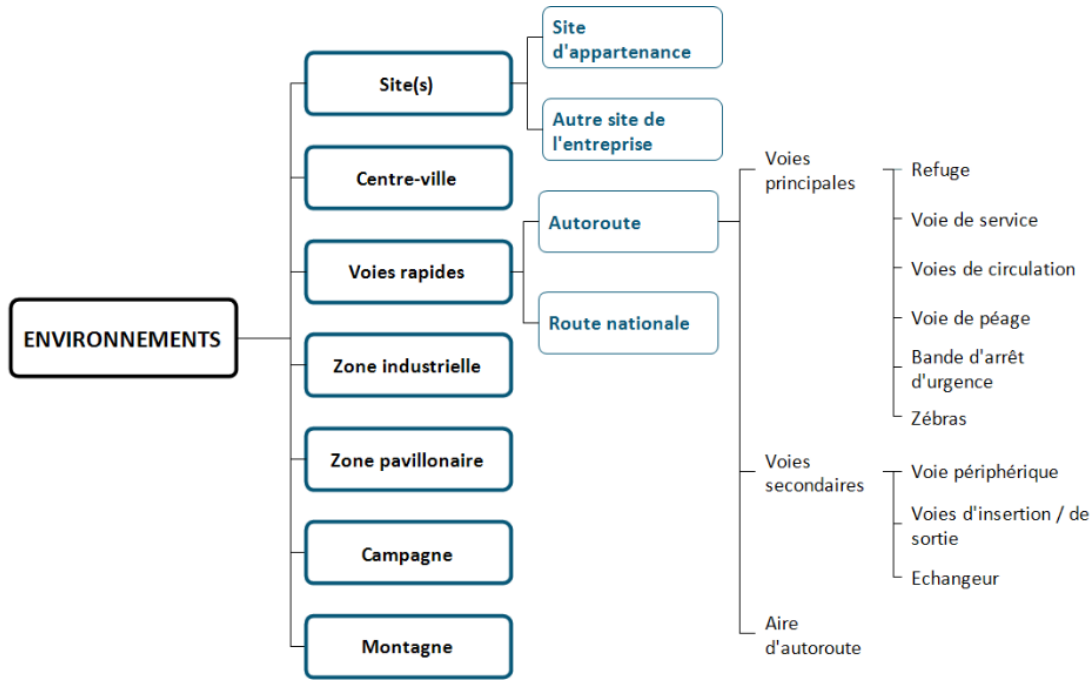 ENVIRONNEMENTS
Site(s)
Site
d'appartenance
Autre site de
l'entreprise
Centre-ville
Voies rapides
Autoroute
Voies
principales
Refuge
Voie de service
Voies de circulation
Voie de péage
Bande d'arrêt
d'urgence
Zébras
Voies
secondaires
Voie périphérique
Voies d'insertion / de
sortie
Echangeur
Aire
d'autoroute
Route nationale
Zone industrielle
Zone pavillonaire
Campagne
Montagne